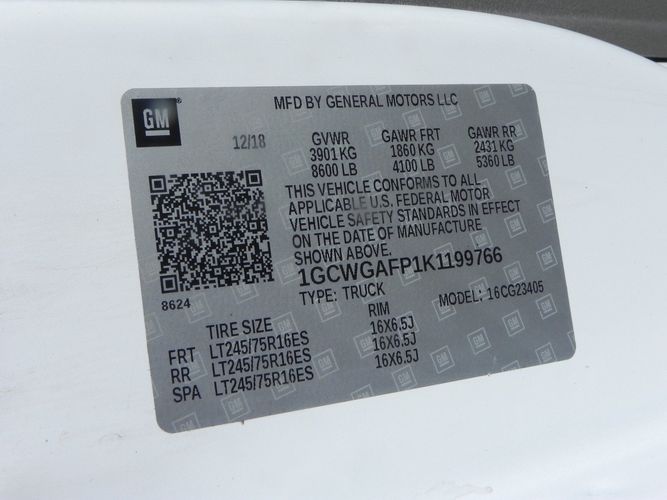 GM®
MFD BY GENERAL MOTORS LLC
12/18
GVWR GAWR FRT GAWR RR
3901 KG 1860 KG 2431 KG
8600 LB 4100 LB 5360 LB
THIS VEHICLE CONFORMS TO ALL
APPLICABLE U.S. FEDERAL MOTOR
VEHICLE SAFETY STANDARDS IN EFFECT
ON THE DATE OF MANUFACTURE
SHOWN ABOVE.
1GCWGAFP1K1199766
8624
TYPE: TRUCK MODEL: 16CG23405
TIRE SIZE RIM
FRT LT245/75R16ES 16X6.5J
RR LT245/75R16ES 16X6.5J
SPA LT245/75R16ES 16X6.5J